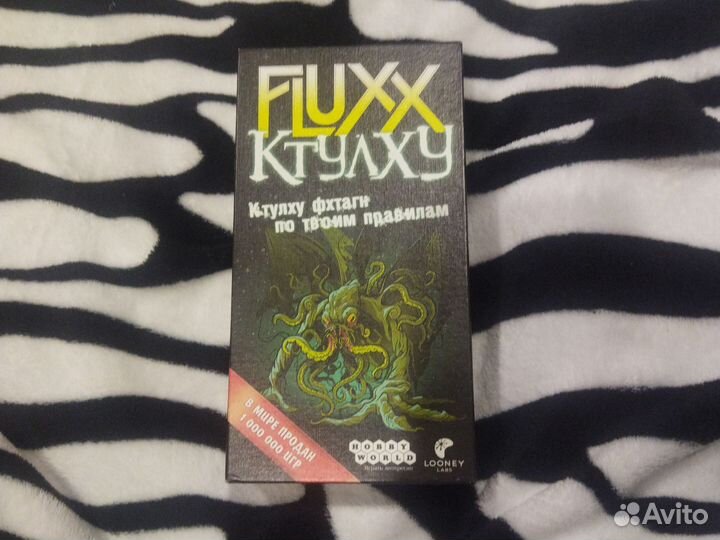 FLUXX
КТУЛХУ
Ктулху фхтагн
по твоим правилам
В МИРЕ ПРОДАН
1 000 000 ИГР
HOBBY
WORLD
Играть интересно
LOONEY
LABS
Avito